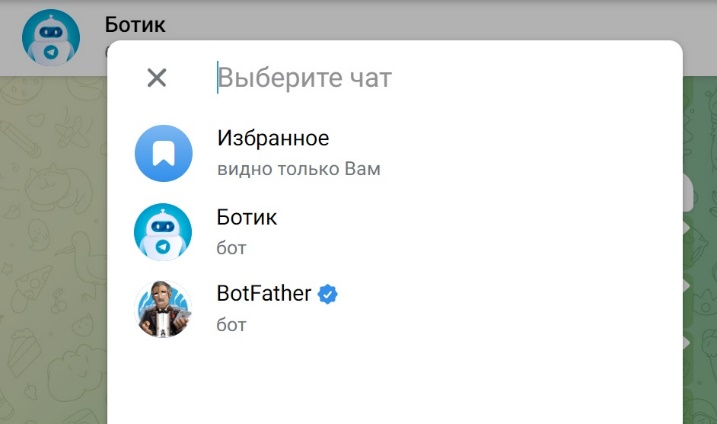 Ботик
Выберите чат
Избранное
видно только Вам
Ботик
бот
BotFather
бот